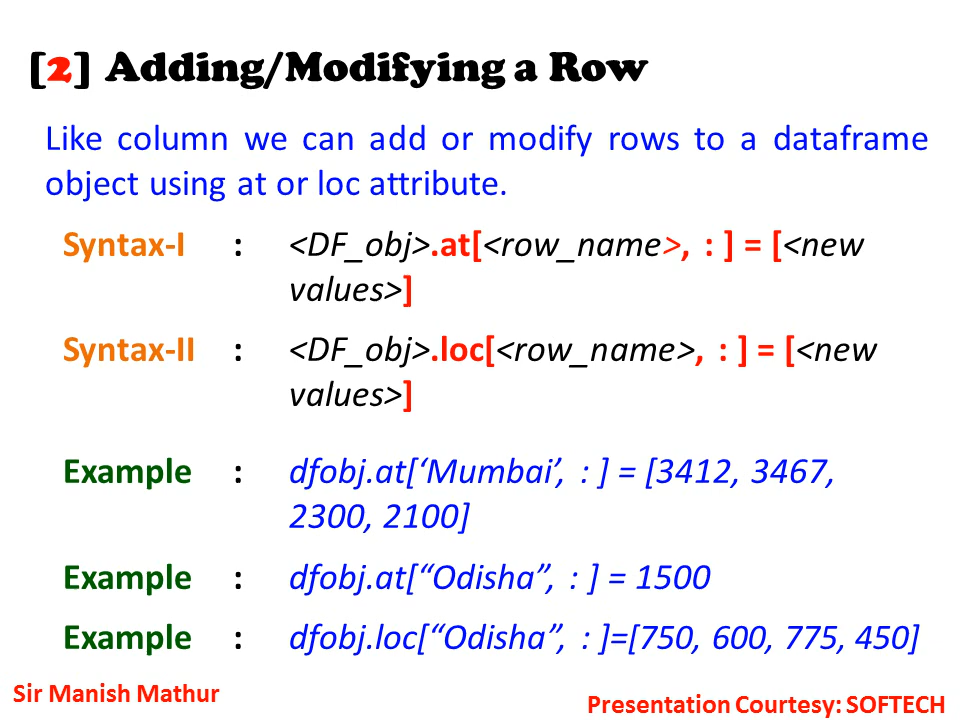 [2] Adding/Modifying a Row
Like column we can add or modify rows to a dataframe
object using at or loc attribute.
Syntax-I : <DF_obj>.at[<row_name>, : ] = [<new
values>]
Syntax-II : <DF_obj>.loc[<row_name>, : ] = [<new
values>]
Example : dfobj.at[‘Mumbai’, : ] = [3412, 3467,
2300, 2100]
Example : dfobj.at[“Odisha”, : ] = 1500
Example : dfobj.loc[“Odisha”, : ]=[750, 600, 775, 450]
Sir Manish Mathur
Presentation Courtesy: SOFTECH